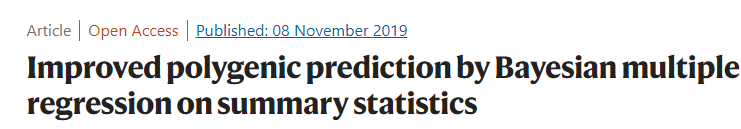 Article | Open Access | Published: 08 November 2019
Improved polygenic prediction by Bayesian multiple
regression on summary statistics